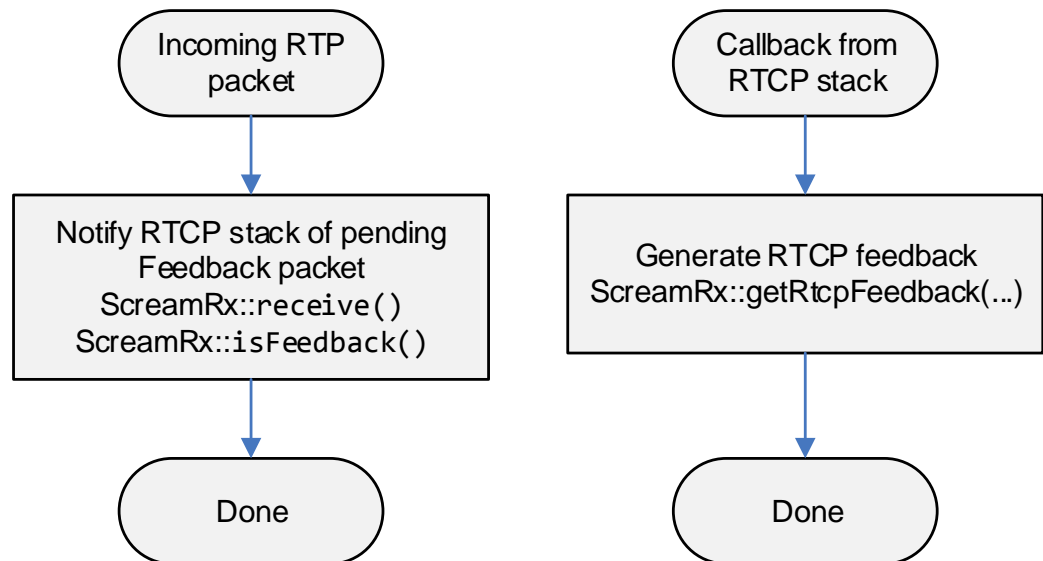 Incoming RTP
packet
Notify RTCP stack of pending
Feedback packet
ScreamRx::receive()
ScreamRx::isFeedback()
Done
Callback from
RTCP stack
Generate RTCP feedback
ScreamRx::getRtcpFeedback(...)
Done